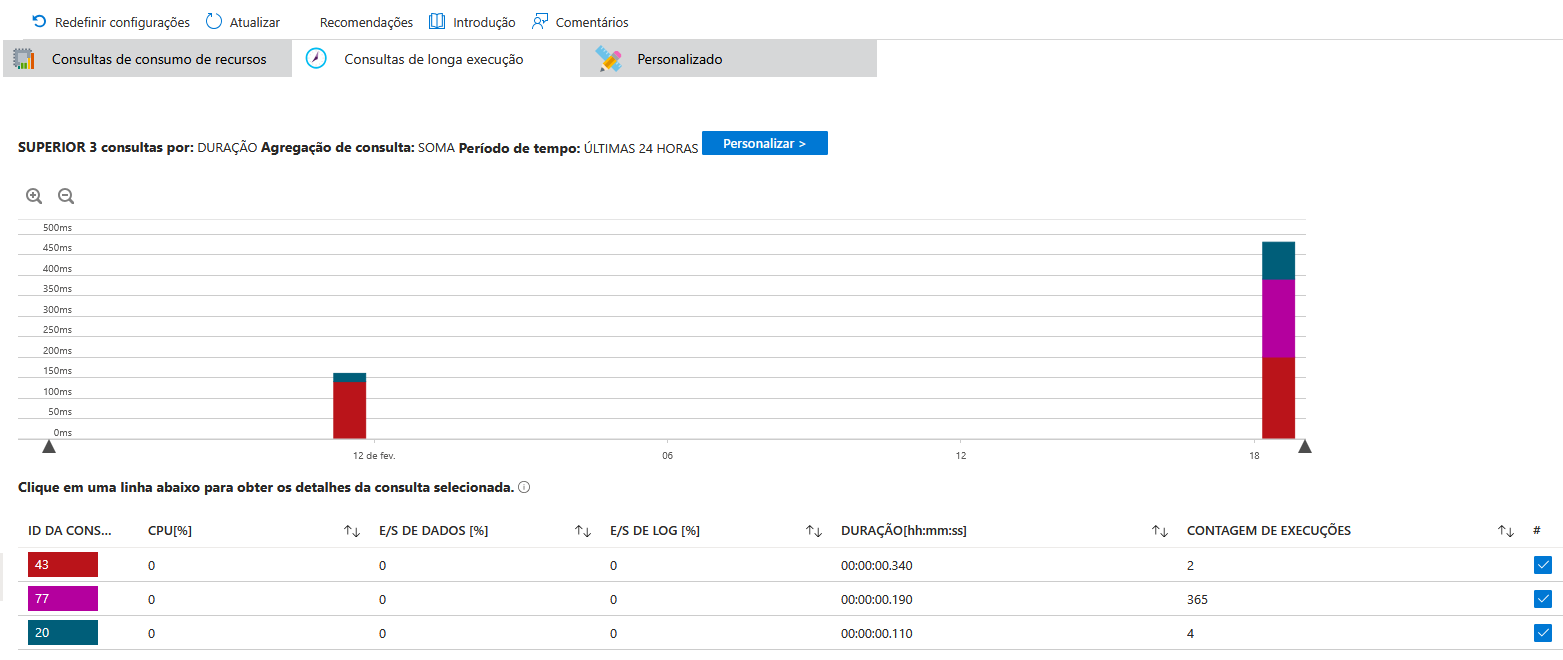 Redefinir configurações Atualizar Recomendações Introdução Comentários
Consultas de consumo de recursos Consultas de longa execução Personalizado
SUPERIOR 3 consultas por: DURAÇÃO Agregação de consulta: SOMA Período de tempo: ÚLTIMAS 24 HORAS Personalizar >
500ms
450ms
400ms
350ms
300ms
250ms
200ms
150ms
100ms
50ms
0ms
12 de fev. 06 12 18
Clique em uma linha abaixo para obter os detalhes da consulta selecionada.
ID DA CONS... CPU[%] E/S DE DADOS [%] E/S DE LOG [%] DURAÇÃO[hh:mm:ss] CONTAGEM DE EXECUÇÕES #
43 0 0 0 00:00:00.340 2
77 0 0 0 00:00:00.190 365
20 0 0 0 00:00:00.110 4